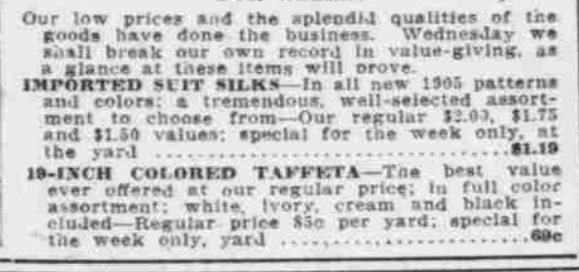 Our low prices and the splendid qualities of the
goods have done the business. Wednesday we
shall break our own record in value-giving, as
a glance at these items will prove.
IMPORTED SUIT SILKS—In all new 1905 patterns
and colors; a tremendous, well-selected assort-
ment to choose from—Our regular $2.00, $1.75
and $1.50 values; special for the week only, at
the yard ..............................$1.19
19-INCH COLORED TAFFETA—The best value
ever offered at our regular price; in full color
assortment; white, ivory, cream and black in-
cluded—Regular price 85c per yard; special for
the week only, yard .....................69c